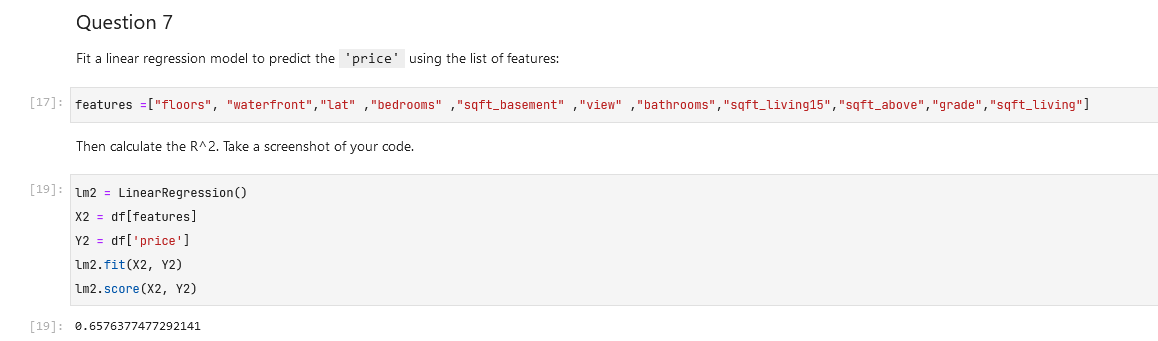 Question 7
Fit a linear regression model to predict the 'price' using the list of features:
[17]: features =["floors", "waterfront","lat" ,"bedrooms" ,"sqft_basement" ,"view" ,"bathrooms","sqft_living15","sqft_above","grade","sqft_living"]
Then calculate the R^2. Take a screenshot of your code.
[19]: lm2 = LinearRegression()
X2 = df[features]
Y2 = df['price']
lm2.fit(X2, Y2)
lm2.score(X2, Y2)
[19]: 0.6576377477292141